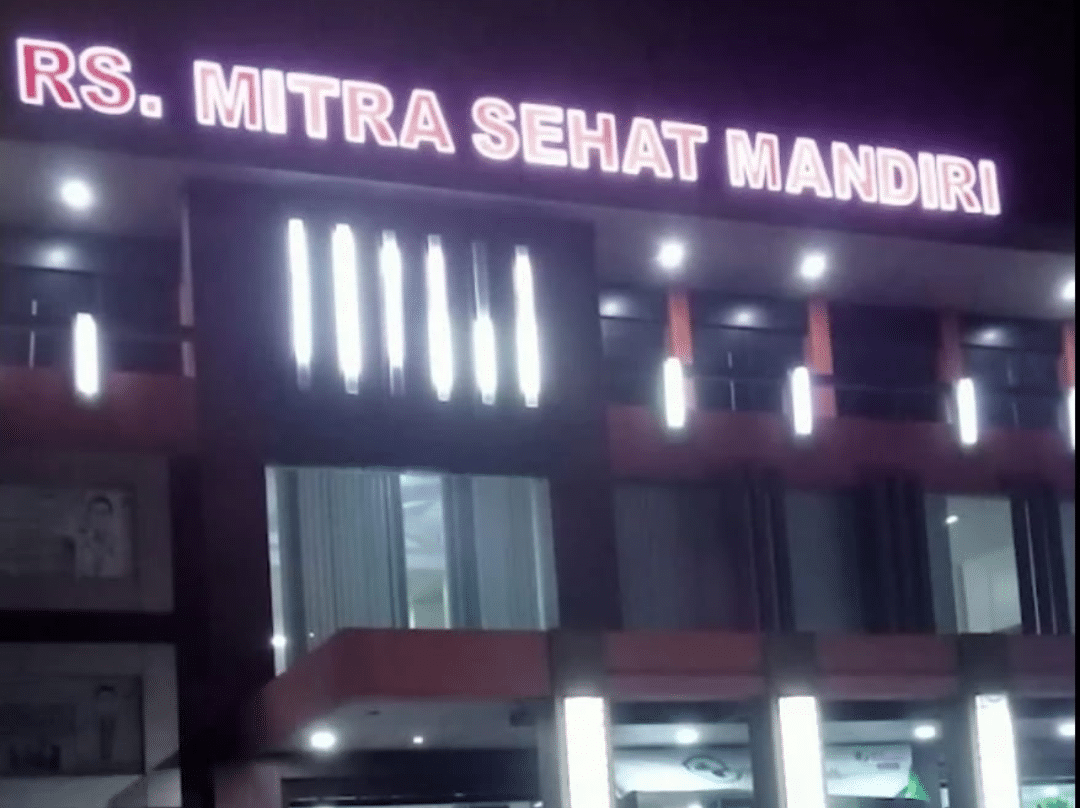 RS. MITRA SEHAT MANDIRI